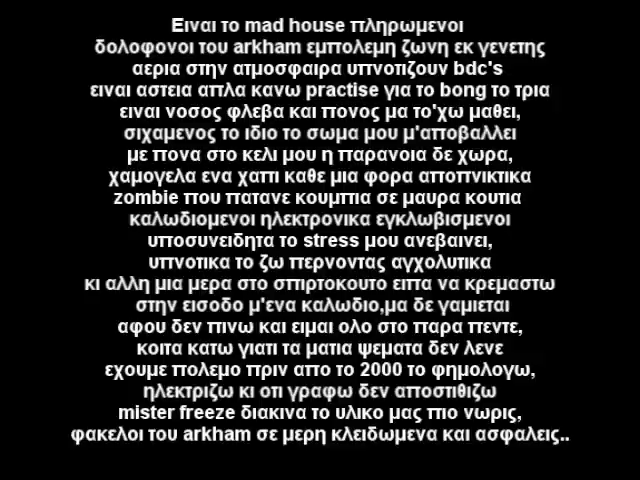 Ειναι το mad house πληρωμενοι
δολοφονοι του arkham εμπολεμη ζωνη εκ γενετης
αερια στην ατμοσφαιρα υπνοτιζουν bdc's
ειναι αστεια απλα κανω practise για το bong το τρια
ειναι νοσος φλεβα και πονος μα το'χω μαθει,
σιχαμενος το ιδιο το σωμα μου μ'αποβαλλει
με πονα στο κελι μου η παρανοια δε χωρα,
χαμογελα ενα χαπι καθε μια φορα αποπνικτικα
zombie που πατανε κουμπια σε μαυρα κουτια
καλωδιομενοι ηλεκτρονικα εγκλωβισμενοι
υποσυνειδητα το stress μου ανεβαινει,
υπνοτικα το ζω περνοντας αγχολυτικα
κι αλλη μια μερα στο σπιρτοκουτο ειπα να κρεμαστω
στην εισοδο μ'ενα καλωδιο,μα δε γαμιεται
αφου δεν πινω και ειμαι ολο στο παρα πεντε,
κοιτα κατω γιατι τα ματια ψεματα δεν λενε
εχουμε πολεμο πριν απο το 2000 το φημολογω,
ηλεκτριζω κι οτι γραφω δεν αποστιθιζω
mister freeze διακινα το υλικο μας πιο νωρις,
φακελοι του arkham σε μερη κλειδωμενα και ασφαλεις..